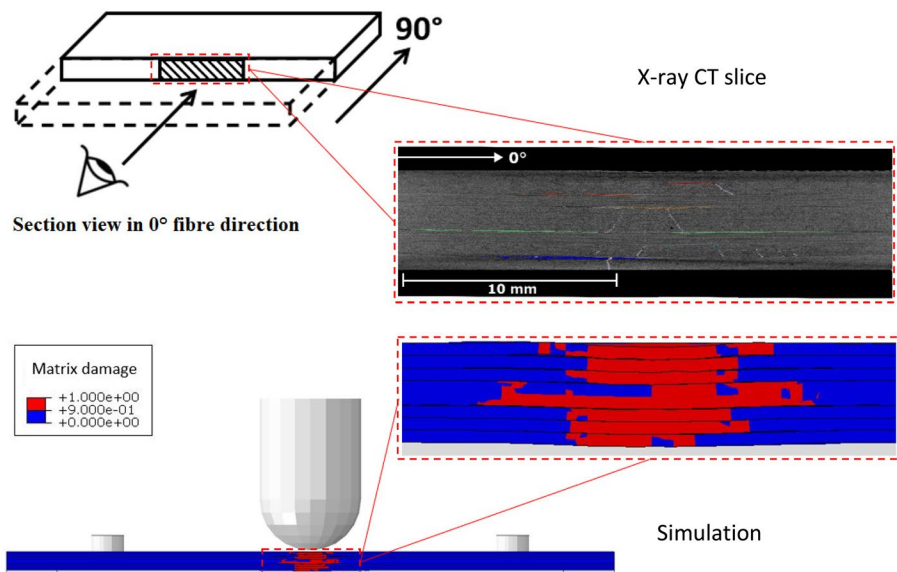 90°
X-ray CT slice
0°
Section view in 0° fibre direction
10 mm
Matrix damage
+1.000e+00
+9.000e-01
+0.000e+00
Simulation